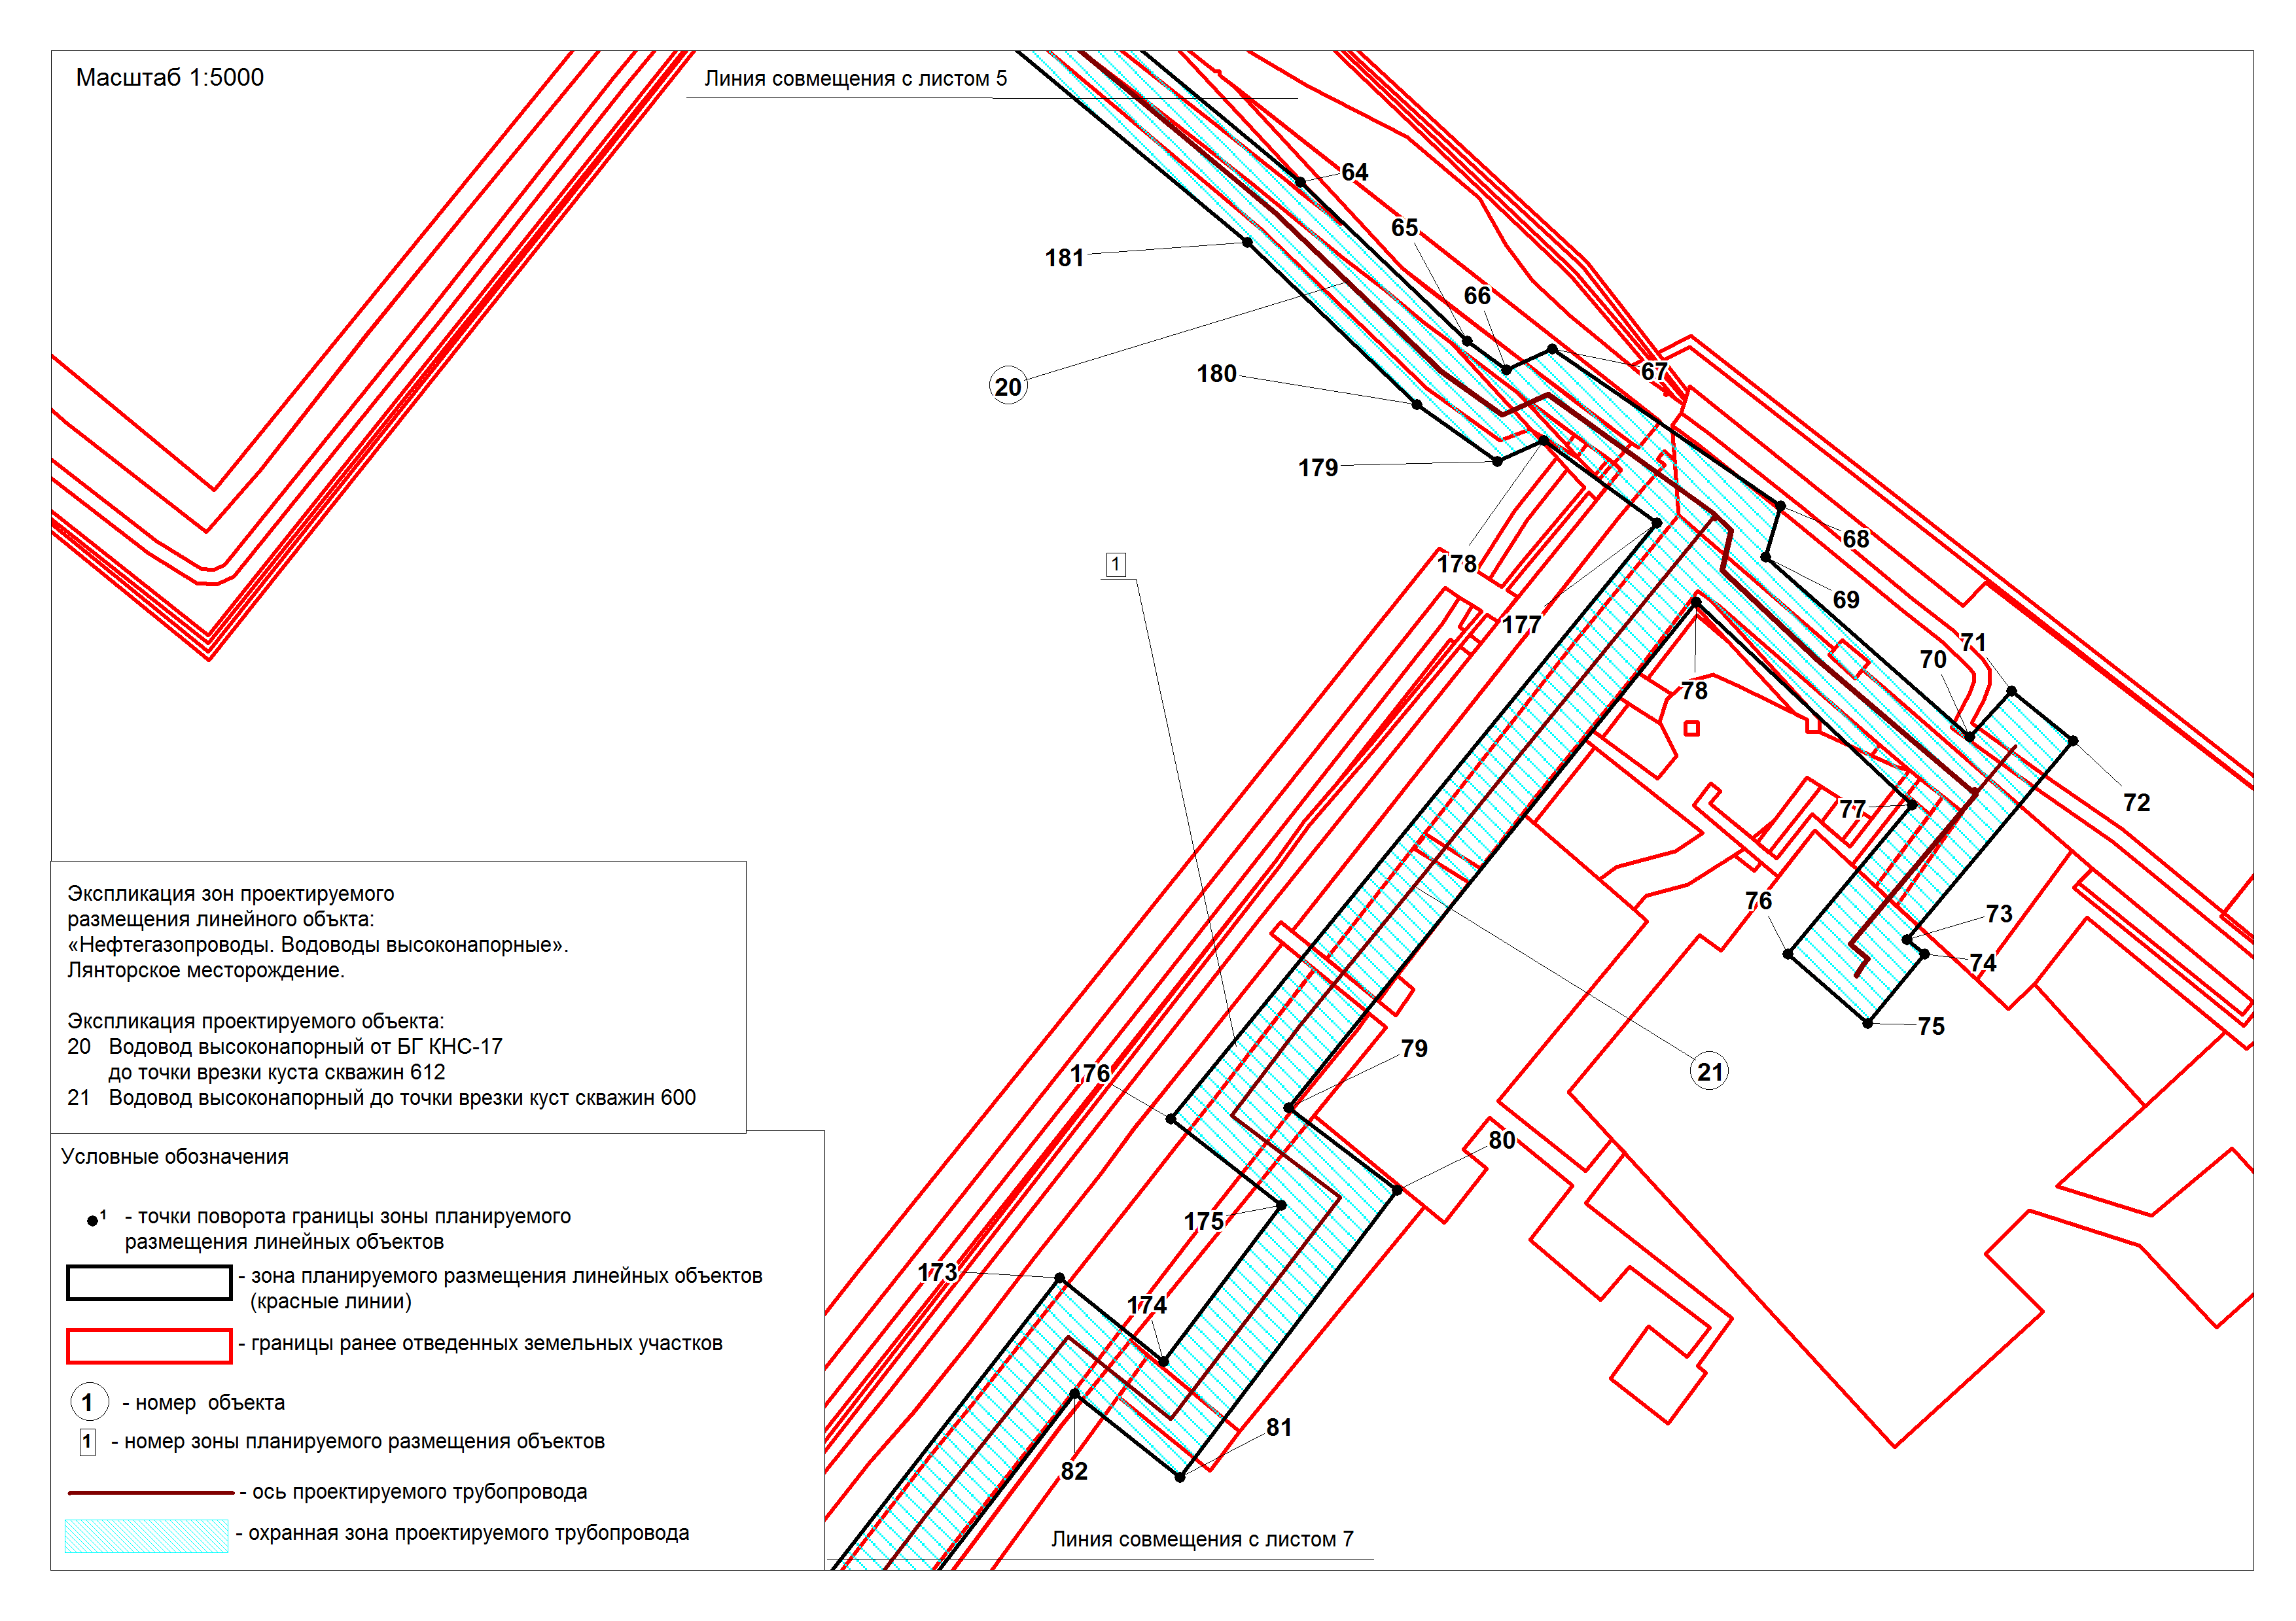 Масштаб 1:5000
Линия совмещения с листом 5
64
65
181
66
67
180
20
179
68
178
1
69
177
71
70
78
72
77
76
73
74
75
79
21
176
80
175
173
174
81
82
Экспликация зон проектируемого
размещения линейного объкта:
«Нефтегазопроводы. Водоводы высоконапорные».
Лянторское месторождение.
Экспликация проектируемого объекта:
20 Водовод высоконапорный от БГ КНС-17
до точки врезки куста скважин 612
21 Водовод высоконапорный до точки врезки куст скважин 600
Условные обозначения
1 - точки поворота границы зоны планируемого
размещения линейных объектов
- зона планируемого размещения линейных объектов
(красные линии)
- границы ранее отведенных земельных участков
1 - номер объекта
1 - номер зоны планируемого размещения объектов
- ось проектируемого трубопровода
- охранная зона проектируемого трубопровода
Линия совмещения с листом 7